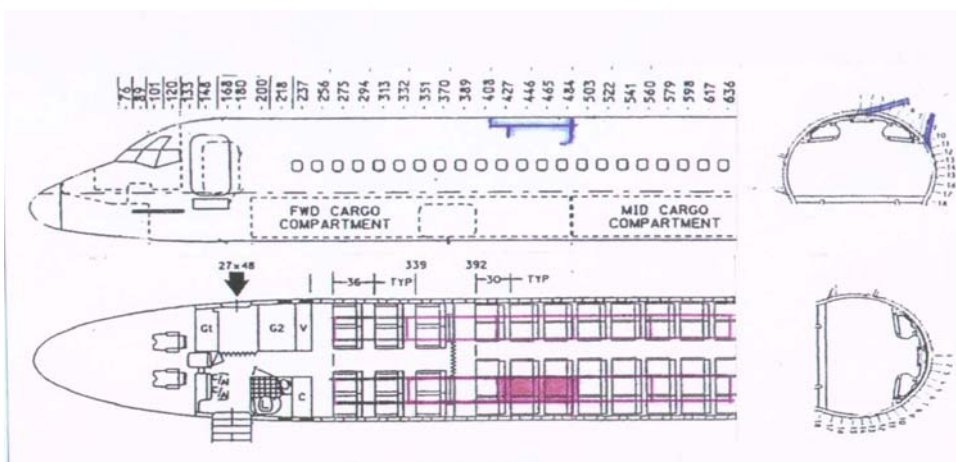 76 89 101 120 133 148 168 180 200 218 237 256 275 294 313 332 351 370 389 408 427 446 465 484 503 522 541 560 579 598 617 636
FWD CARGO
COMPARTMENT
MID CARGO
COMPARTMENT
27x48
339
392
36
TYP
30
TYP
G1
G2
V
C